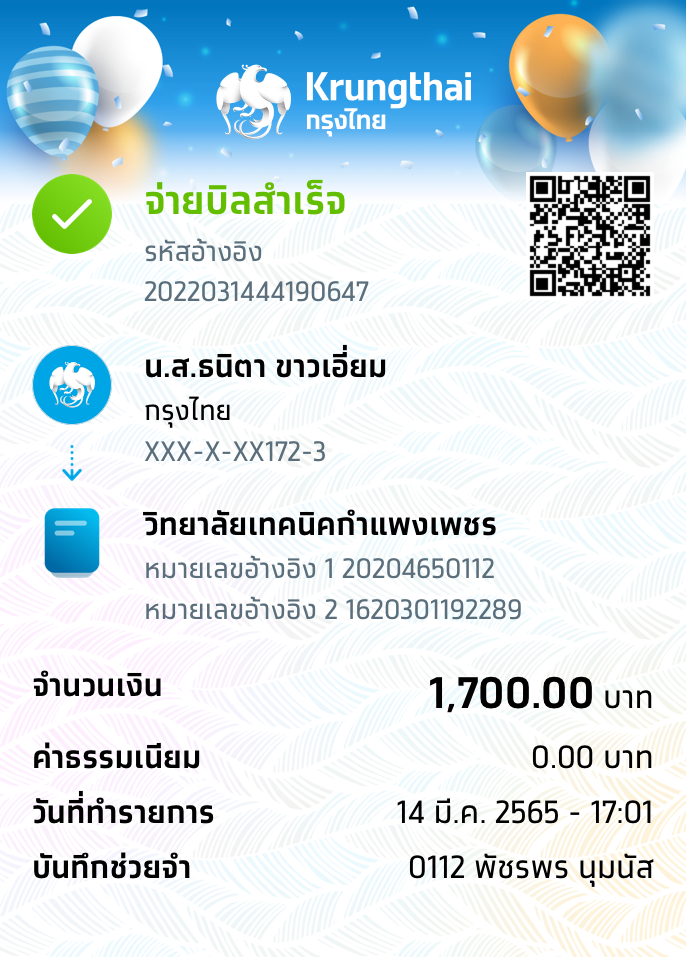 Krungthai
กรุงไทย
จ่ายบิลสำเร็จ
รหัสอ้างอิง
2022031444190647
น.ส.ธนิตา ขาวเอี่ยม
กรุงไทย
XXX-X-XX172-3
วิทยาลัยเทคนิคกำแพงเพชร
หมายเลขอ้างอิง 1 20204650112
หมายเลขอ้างอิง 2 1620301192289
จำนวนเงิน 1,700.00 บาท
ค่าธรรมเนียม 0.00 บาท
วันที่ทำรายการ 14 มี.ค. 2565 - 17:01
บันทึกช่วยจำ 0112 พัชรพร นุมนัส